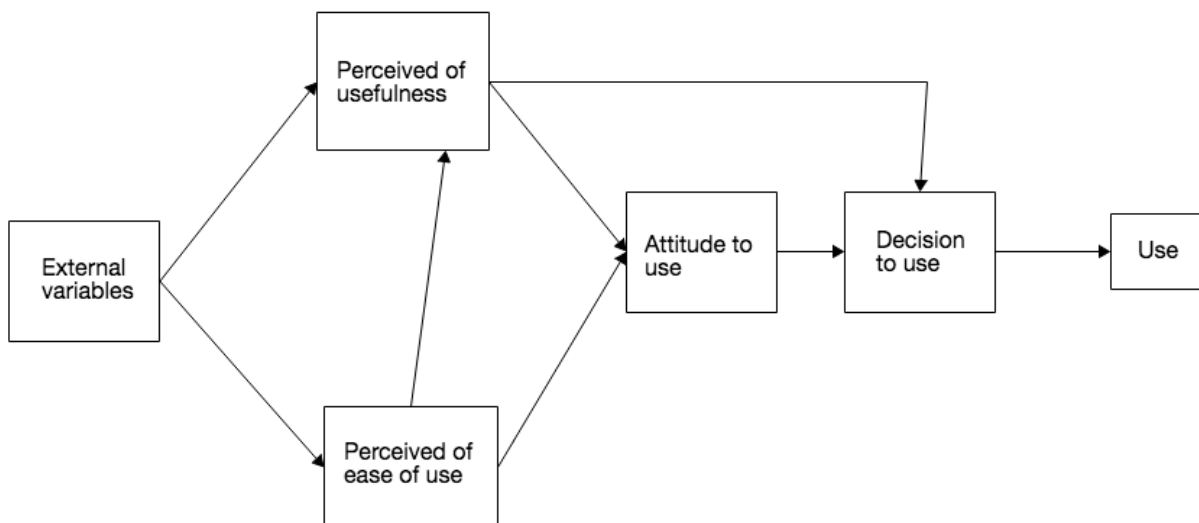 Perceived of
usefulness
External
variables
Attitude to
use
Decision
to use
Use
Perceived of
ease of use